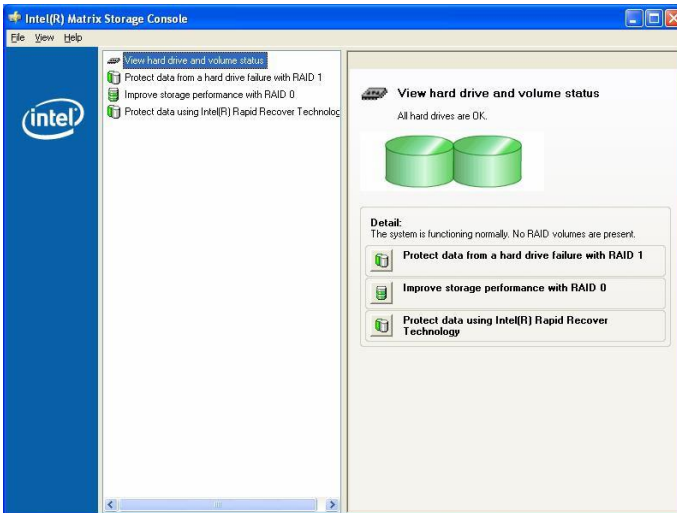 Intel(R) Matrix Storage Console
File View Help
intel
View hard drive and volume status
Protect data from a hard drive failure with RAID 1
Improve storage performance with RAID 0
Protect data using Intel(R) Rapid Recover Technolog
View hard drive and volume status
All hard drives are OK.
Detail:
The system is functioning normally. No RAID volumes are present.
Protect data from a hard drive failure with RAID 1
Improve storage performance with RAID 0
Protect data using Intel(R) Rapid Recover
Technology